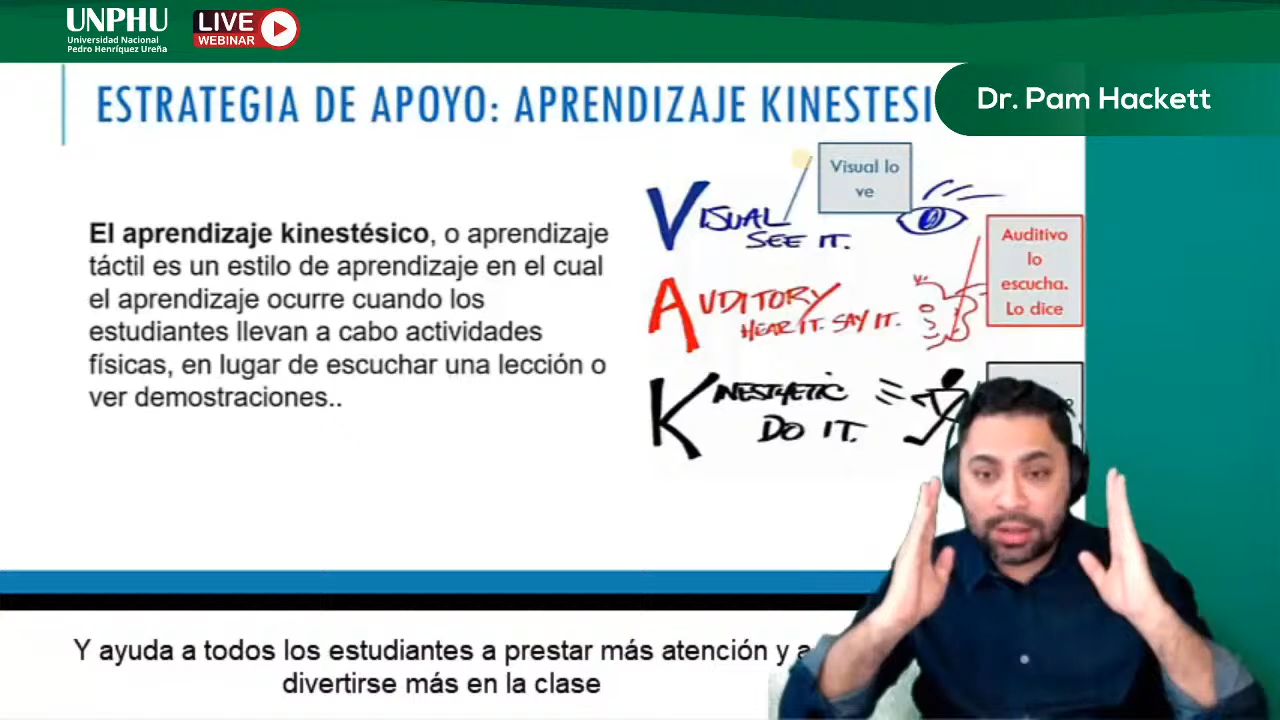 UNPHU
Universidad Nacional
Pedro Henríquez Ureña
LIVE
WEBINAR
ESTRATEGIA DE APOYO: APRENDIZAJE
Dr. Pam Hackett
El aprendizaje kinestésico, o aprendizaje
táctil es un estilo de aprendizaje en el cual
el aprendizaje ocurre cuando los
estudiantes llevan a cabo actividades
físicas, en lugar de escuchar una lección o
ver demostraciones..
Visual lo
ve
VISUAL
SEE IT.
Auditivo
lo
escucha.
Lo dice
AUDITORY
HEAR IT. SAY IT.
KINESTHETIC
DO IT.
Y ayuda a todos los estudiantes a prestar más atención y a
divertirse más en la clase